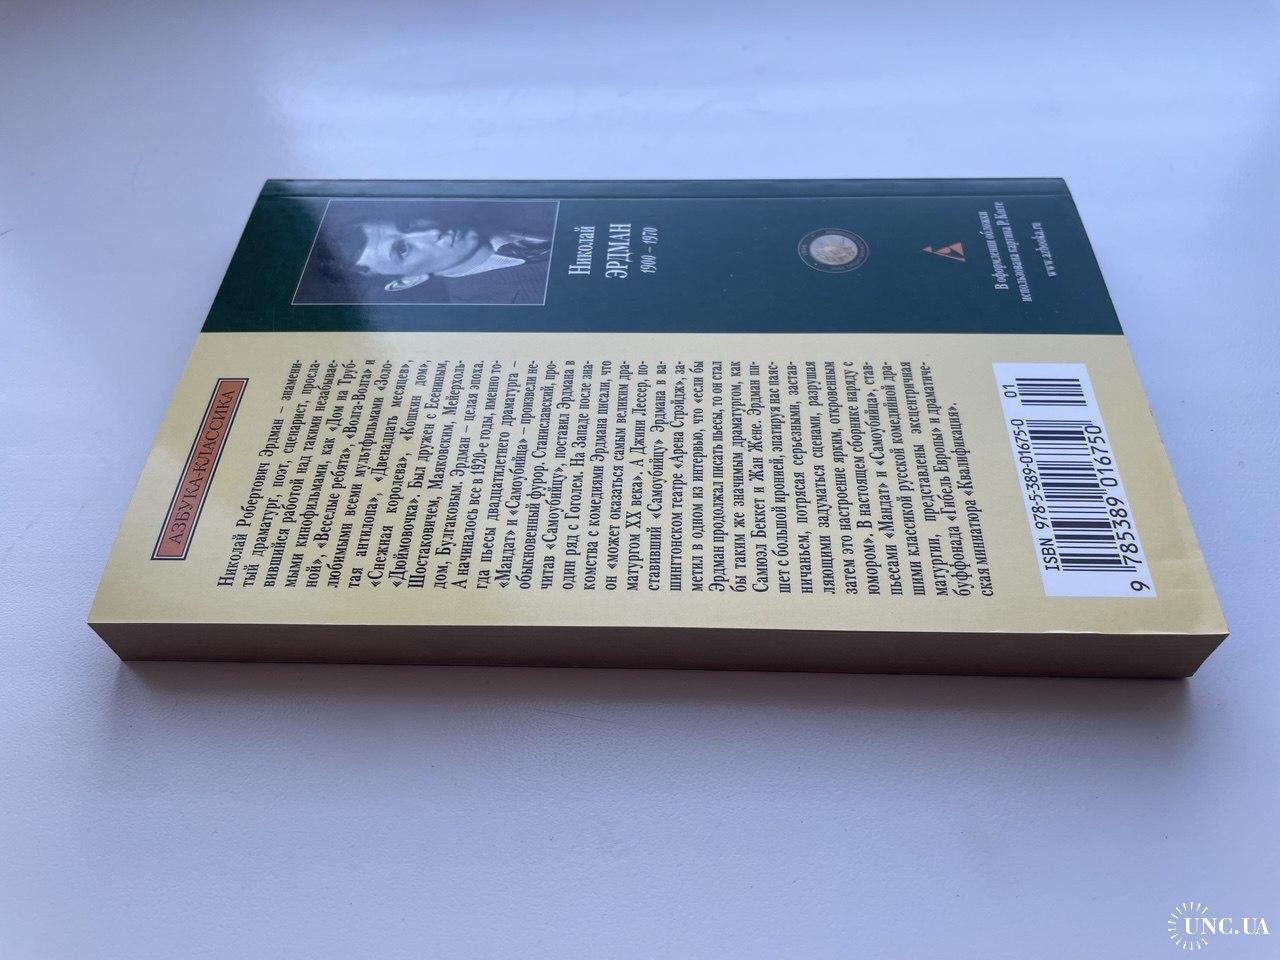 АЗБУКА-КЛАССИКА
Николай Робертович Эрдман – знамени-
тый драматург, поэт, сценарист, просла-
вившийся работой над такими незабывае-
мыми кинофильмами, как «Дом на Труб-
ной», «Веселые ребята», «Волга-Волга» и
любимыми всеми мультфильмами «Золо-
тая антилопа», «Двенадцать месяцев»,
«Снежная королева», «Кошкин дом»,
«Дюймовочка». Был дружен с Есениным,
Шостаковичем, Маяковским, Мейерхоль-
дом, Булгаковым. Эрдман – целая эпоха.
А начиналось все в 1920-е годы, именно то-
гда пьесы двадцатилетнего драматурга –
«Мандат» и «Самоубийца» – произвели не-
обыкновенный фурор. Станиславский, про-
читав «Самоубийцу», поставил Эрдмана в
один ряд с Гоголем. На Западе после зна-
комства с комедиями Эрдмана писали, что
он «может оказаться самым великим дра-
матургом XX века». А Джин Лессер, по-
ставивший «Самоубийцу» Эрдмана в ва-
шингтонском театре «Арена Стрэйдж», за-
метил в одном из интервью, что «если бы
Эрдман продолжал писать пьесы, то он стал
бы таким же значимым драматургом, как
Самюэл Беккет и Жан Жене. Эрдман пи-
шет с большой иронией, эпатируя нас паяс-
ничаньем, потрясая серьезными, застав-
ляющими задуматься сценами, разрушая
затем это настроение ярким, откровенным
юмором». В настоящем сборнике наряду с
пьесами «Мандат» и «Самоубийца», став-
шими классикой русской комедийной дра-
матургии, представлены эксцентричная
буффонада «Гибель Европы» и драматиче-
ская миниатюра «Квалификация».
ISBN 978-5-389-01675-0
01
9 785389 016750
Николай
ЭРДМАН
1900 – 1970
В оформлении обложки
использована картина Р. Ките
www.azbooka.ru
UNC.UA